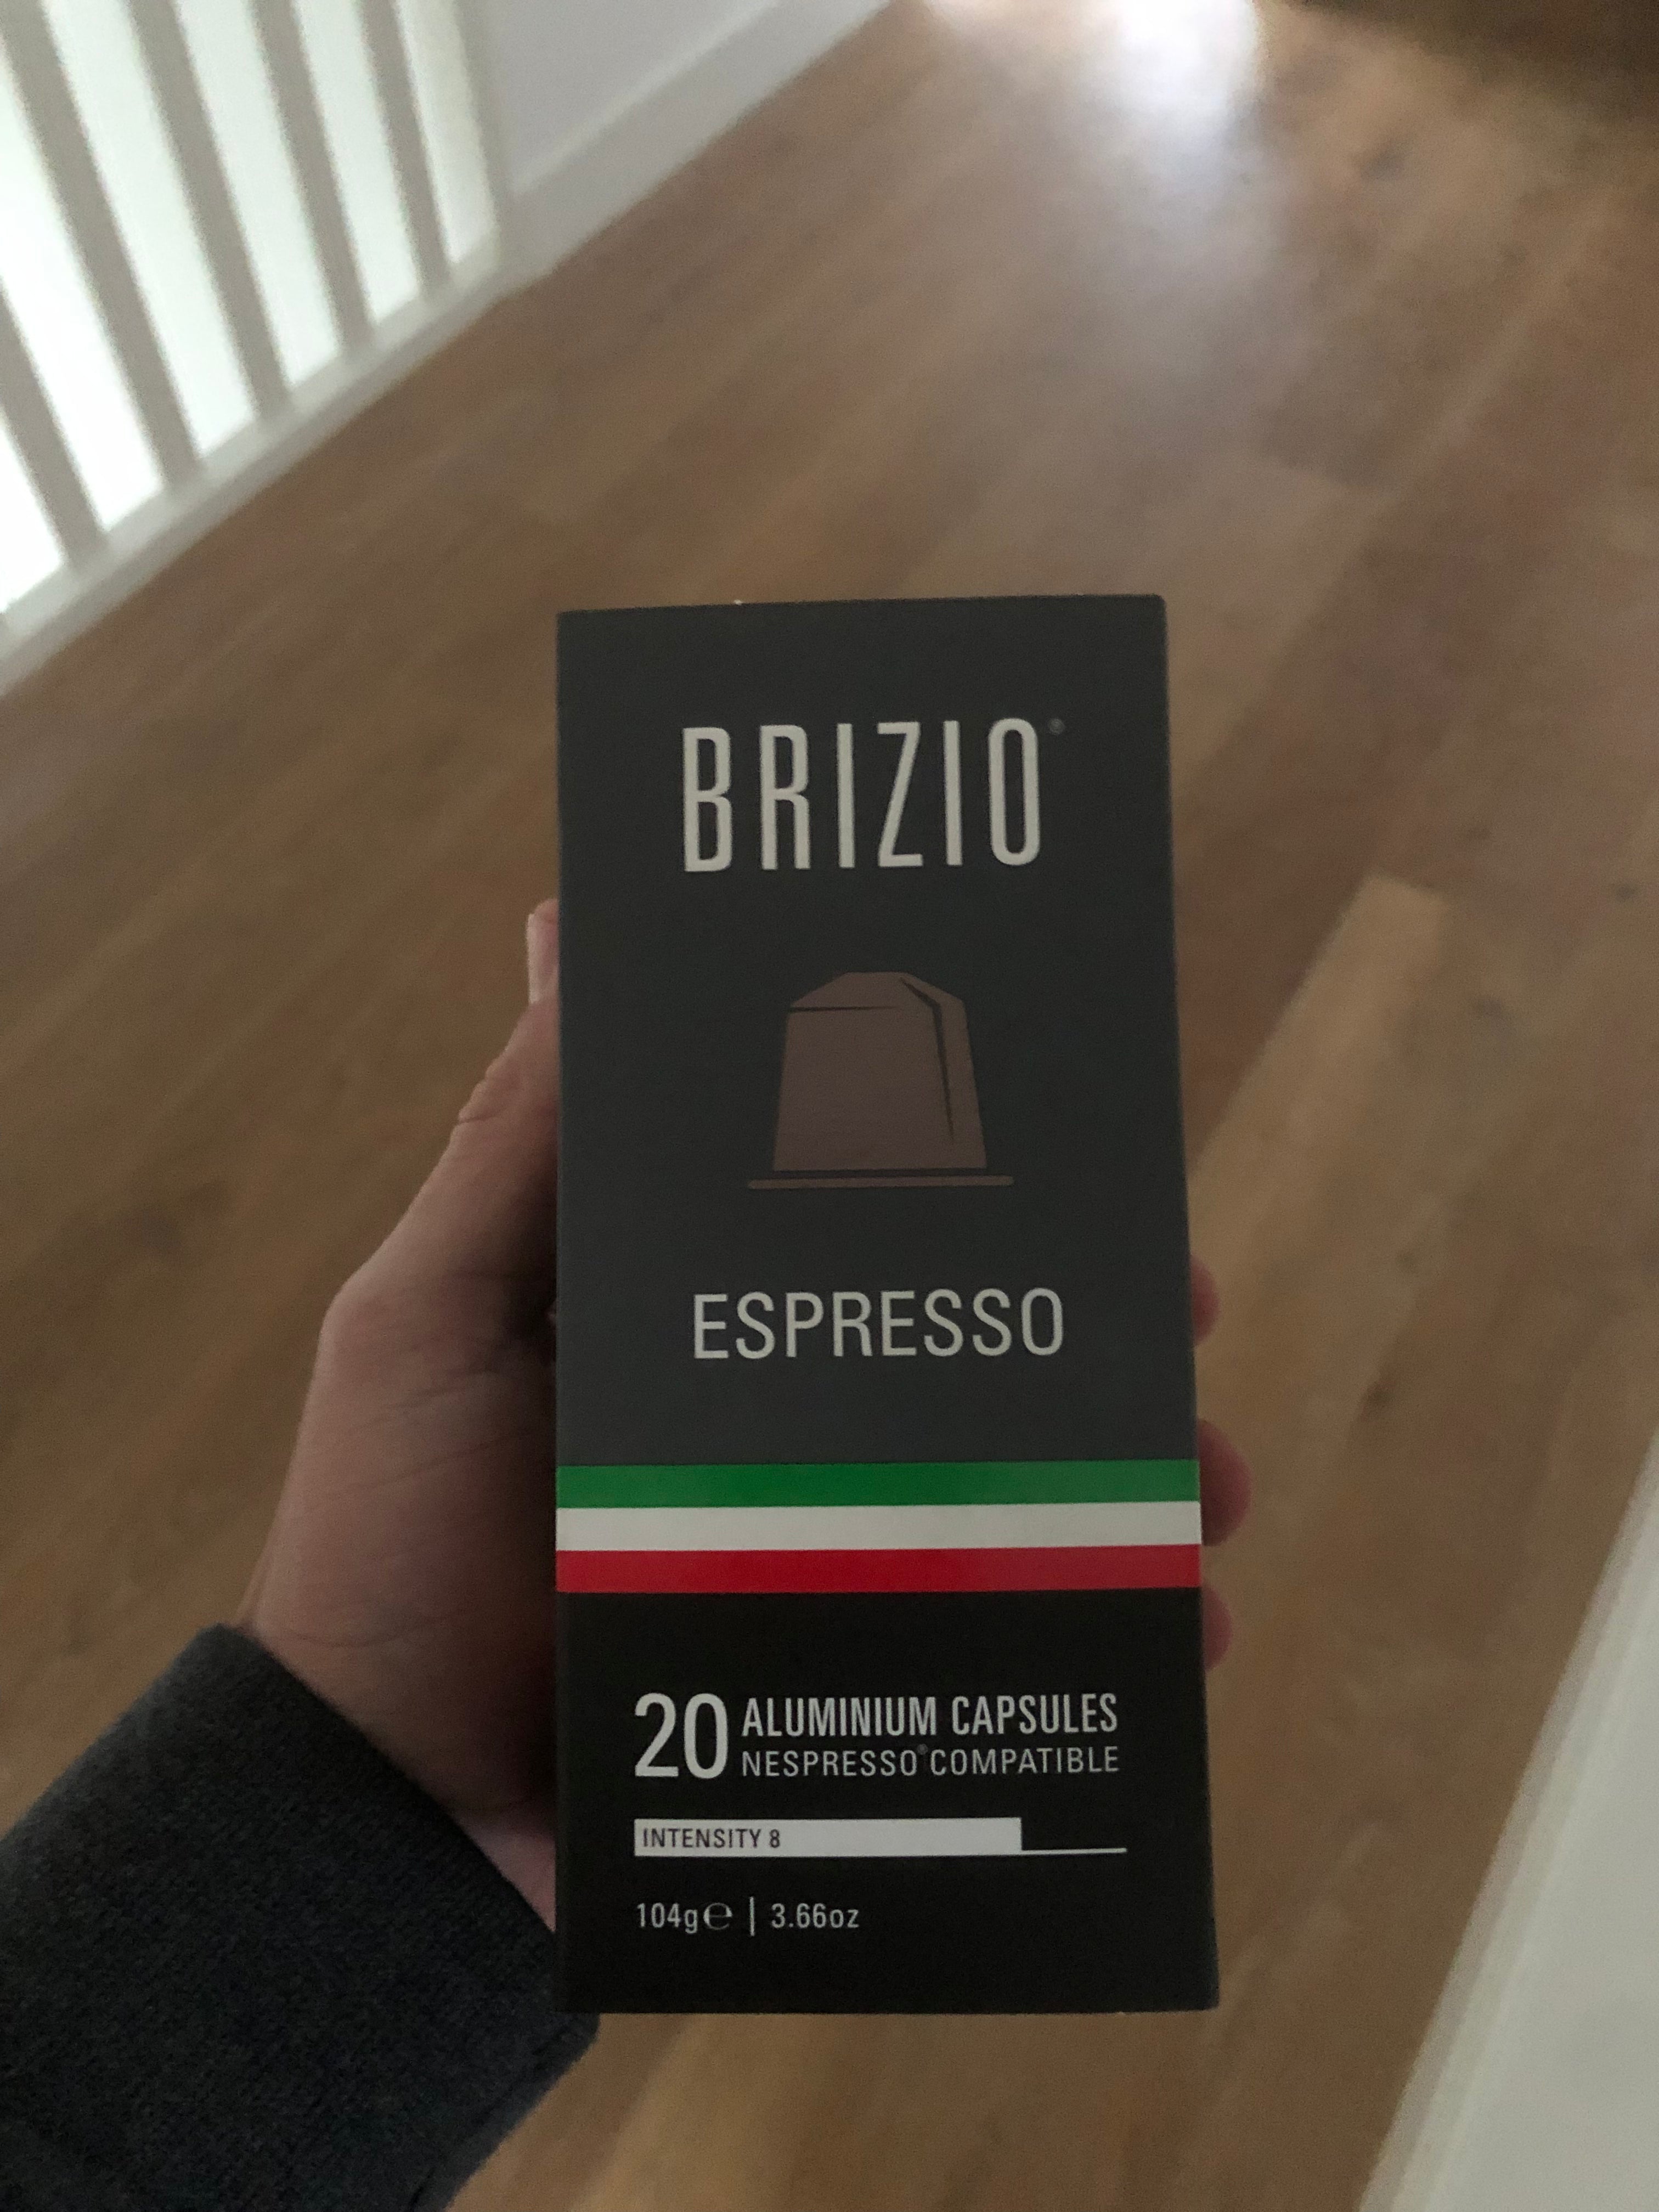 BRIZIO®
ESPRESSO
20 ALUMINIUM CAPSULES
NESPRESSO® COMPATIBLE
INTENSITY 8
104g℮ | 3.66oz